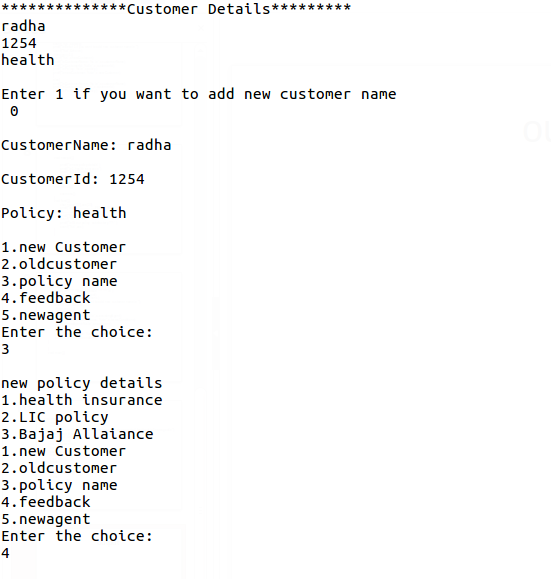 **************Customer Details*********
radha
1254
health
Enter 1 if you want to add new customer name
0
CustomerName: radha
CustomerId: 1254
Policy: health
1.new Customer
2.oldcustomer
3.policy name
4.feedback
5.newagent
Enter the choice:
3
new policy details
1.health insurance
2.LIC policy
3.Bajaj Allaiance
1.new Customer
2.oldcustomer
3.policy name
4.feedback
5.newagent
Enter the choice:
4